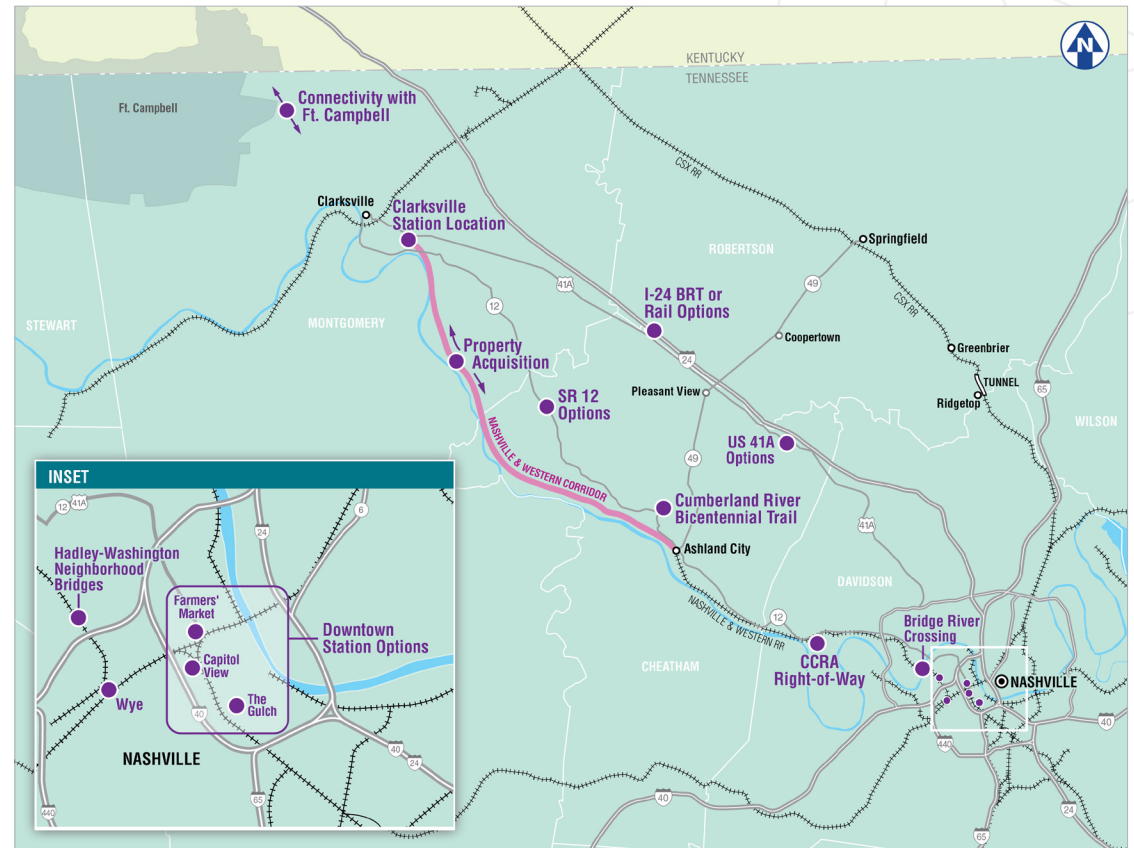 N
KENTUCKY
TENNESSEE
Ft. Campbell
Connectivity with
Ft. Campbell
CSX RR
Clarksville
Clarksville
Station Location
ROBERTSON
Springfield
49
41A
12
I-24 BRT or
Rail Options
CSX RR
STEWART
MONTGOMERY
Property
Acquisition
24
Coopertown
Greenbrier
TUNNEL
Ridgetop
65
WILSON
Pleasant View
SR 12
Options
NASHVILLE & WESTERN CORRIDOR
US 41A
Options
49
Cumberland River
Bicentennial Trail
41A
Ashland City
DAVIDSON
NASHVILLE & WESTERN RR
12
Bridge River
Crossing
CHEATHAM
CCRA
Right-of-Way
NASHVILLE
40
440
40
24
65
INSET
12
41A
6
24
Hadley-Washington
Neighborhood
Bridges
Farmers'
Market
Downtown
Station Options
Capitol
View
Wye
The
Gulch
40
NASHVILLE
40
24
65
440